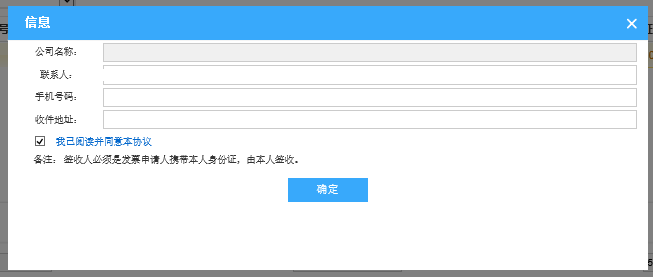 信息
公司名称:
联系人:
手机号码:
收件地址:
我已阅读并同意本协议
备注: 签收人必须是发票申请人携带本人身份证，由本人签收。
确定